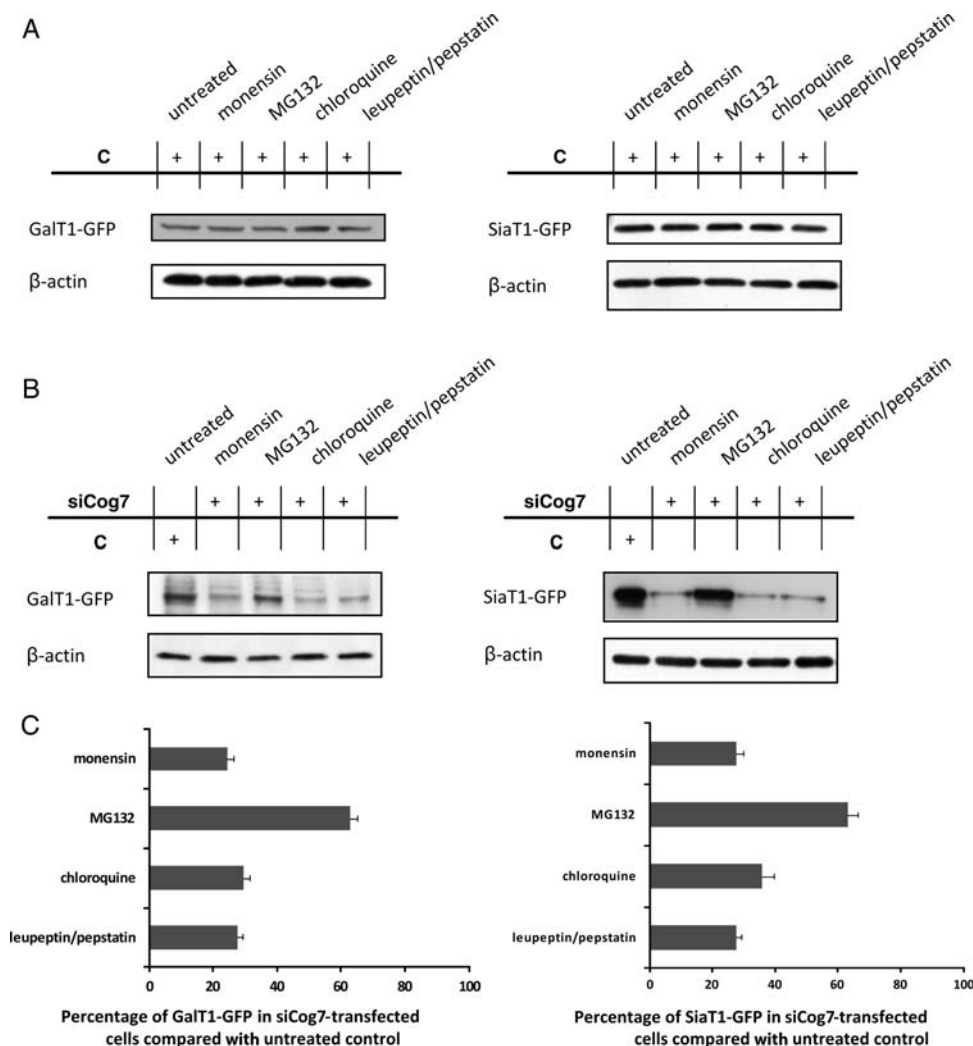 A
untreated
monensin
MG132
chloroquine
leupeptin/pepstatin
C + + + + +
GalT1-GFP
β-actin
untreated
monensin
MG132
chloroquine
leupeptin/pepstatin
C + + + + +
SiaT1-GFP
β-actin
B
untreated
monensin
MG132
chloroquine
leupeptin/pepstatin
siCog7 + + + +
C +
GalT1-GFP
β-actin
untreated
monensin
MG132
chloroquine
leupeptin/pepstatin
siCog7 + + + +
C +
SiaT1-GFP
β-actin
C
monensin
MG132
chloroquine
leupeptin/pepstatin
0 20 40 60 80 100
Percentage of GalT1-GFP in siCog7-transfected
cells compared with untreated control
monensin
MG132
chloroquine
leupeptin/pepstatin
0 20 40 60 80 100
Percentage of SiaT1-GFP in siCog7-transfected
cells compared with untreated control